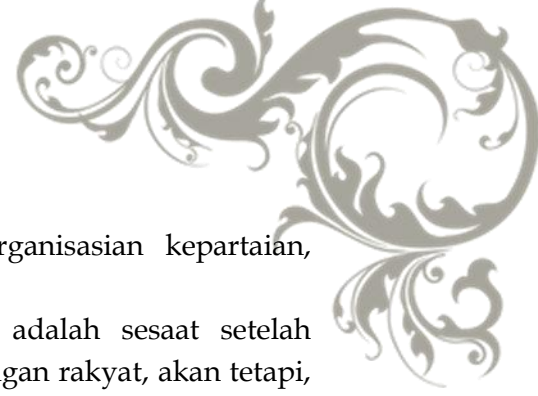 rganisasian kepartaian,
adalah sesaat setelah
ngan rakyat, akan tetapi,